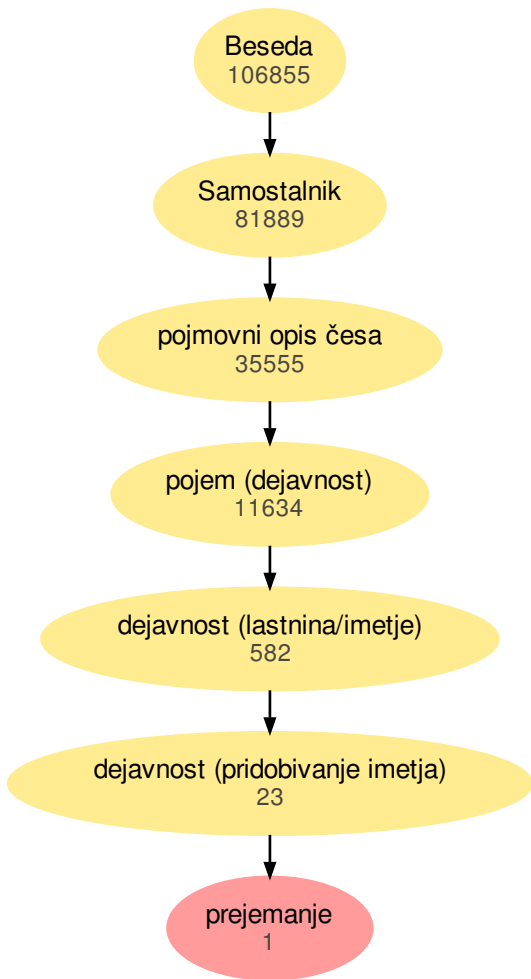 Beseda
106855
Samostalnik
81889
pojmovni opis česa
35555
pojem (dejavnost)
11634
dejavnost (lastnina/imetje)
582
dejavnost (pridobivanje imetja)
23
prejemanje
1